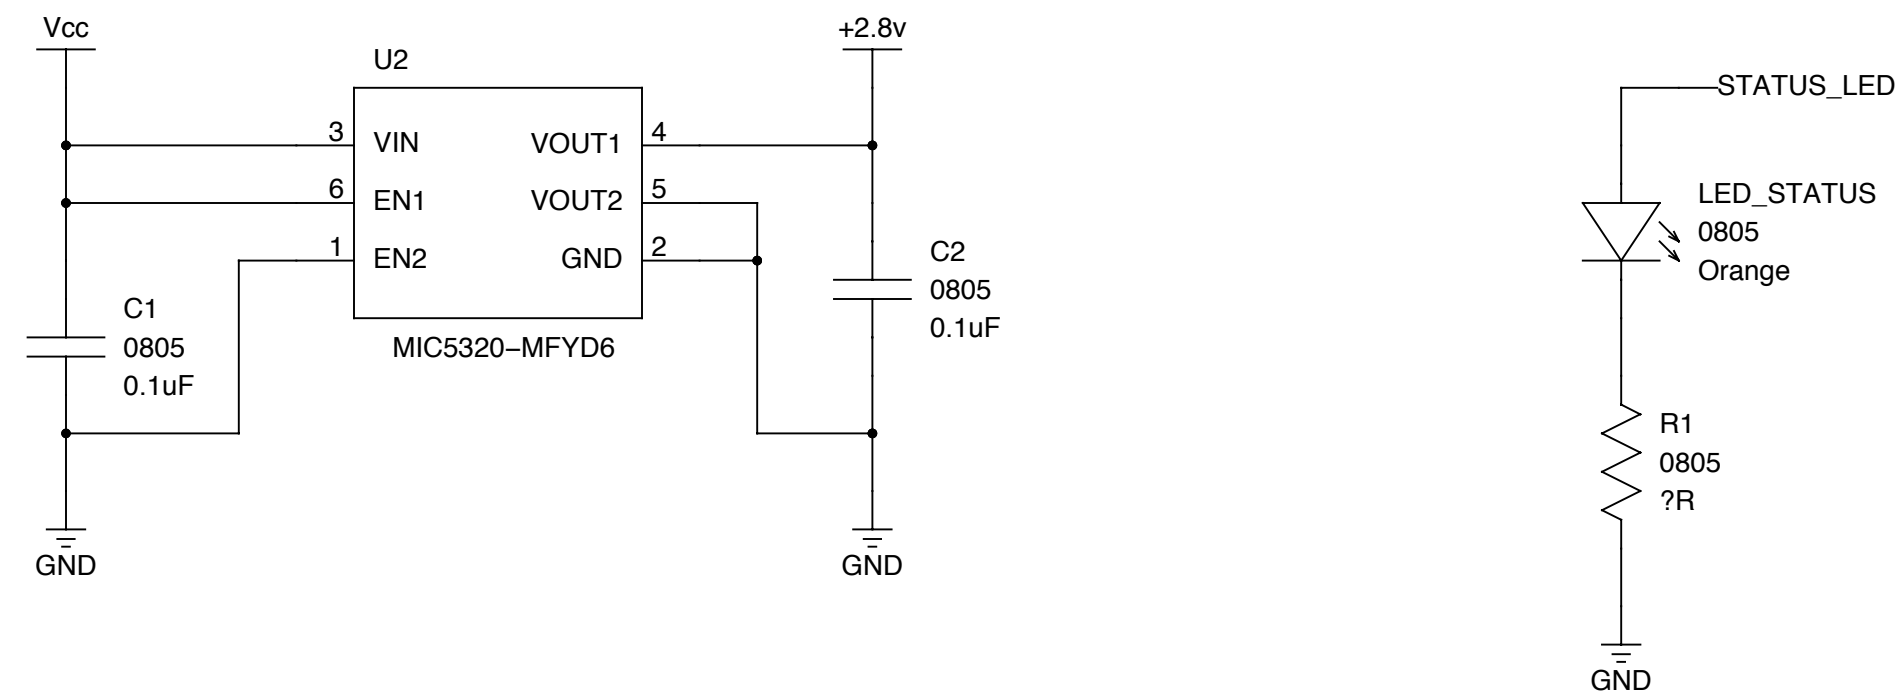 Vcc
U2
3
VIN
VOUT1
4
6
EN1
VOUT2
5
1
EN2
GND
2
MIC5320–MFYD6
C1
0805
0.1uF
GND
+2.8v
C2
0805
0.1uF
GND
STATUS_LED
LED_STATUS
0805
Orange
R1
0805
?R
GND